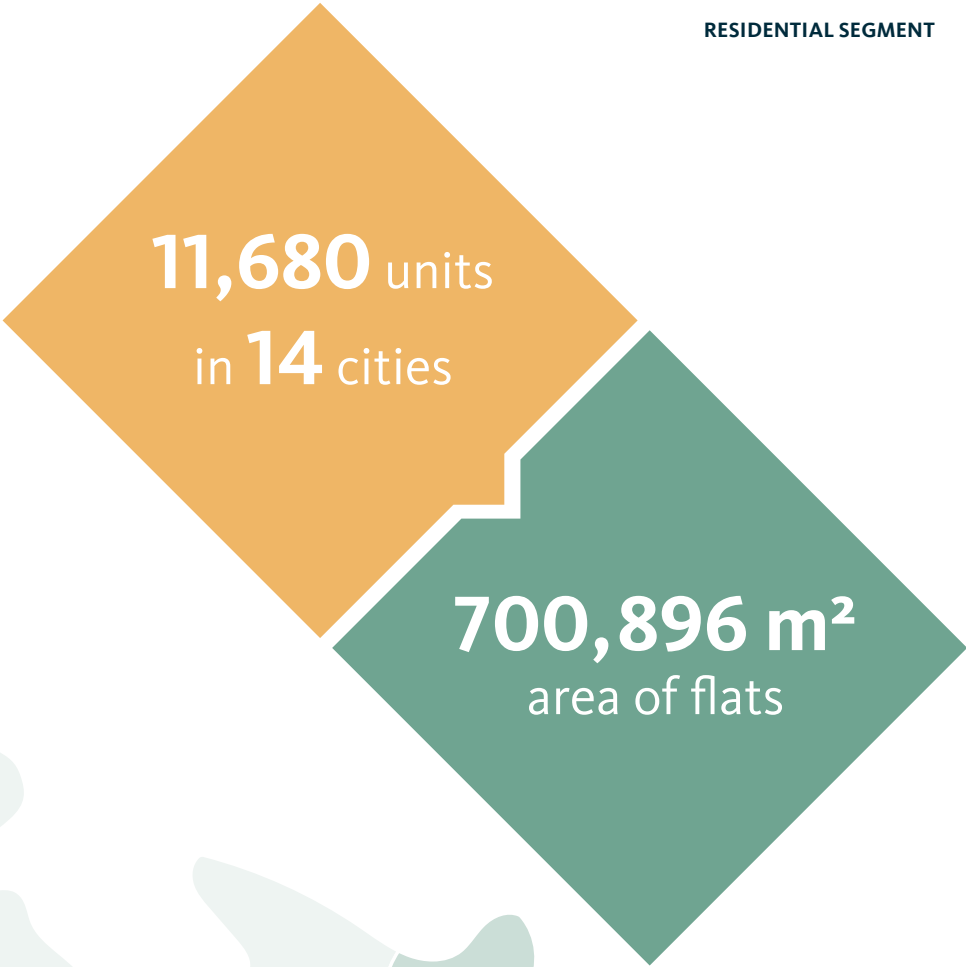 RESIDENTIAL SEGMENT
11,680 units
in 14 cities
700,896 m²
area of flats